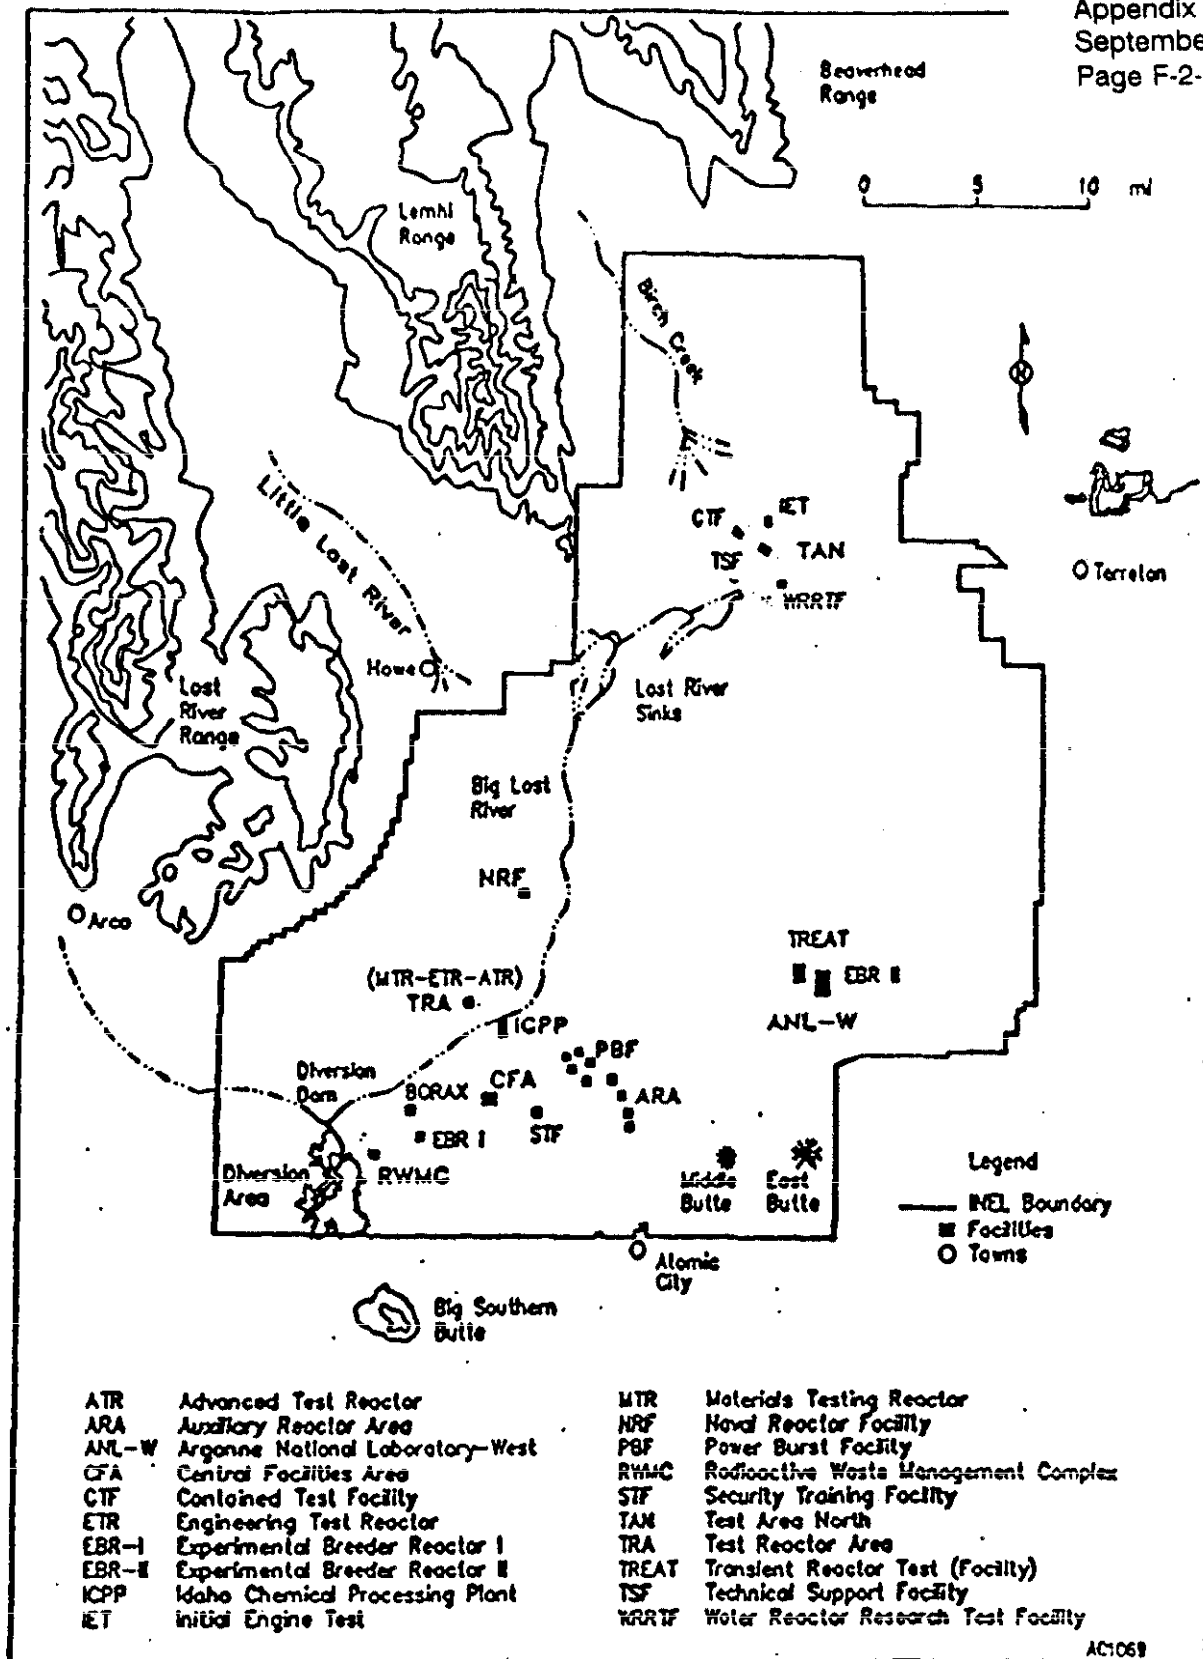 Appendix
Septembe
Page F-2-
Beaverhead
Range
0 5 10 mi
Lemhi
Range
Birch Creek
Little Lost River
CTF
IET
TSF
TAN
WRRTF
Terreton
Howe
Lost
River
Range
Lost River
Sinks
Big Lost
River
NRF
Arco
TREAT
EBR II
ANL-W
(MTR-ETR-ATR)
TRA
ICPP
PBF
Diversion
Dam
BORAX
CFA
ARA
EBR I
STF
Diversion
Area
RWMC
Middle
Butte
East
Butte
Legend
INEL Boundary
Facilities
Towns
Atomic
City
Big Southern
Butte
ATR Advanced Test Reactor
ARA Auxiliary Reactor Area
ANL-W Argonne National Laboratory-West
CFA Central Facilities Area
CTF Contained Test Facility
ETR Engineering Test Reactor
EBR-I Experimental Breeder Reactor I
EBR-II Experimental Breeder Reactor II
ICPP Idaho Chemical Processing Plant
IET Initial Engine Test
MTR Materials Testing Reactor
NRF Naval Reactor Facility
PBF Power Burst Facility
RWMC Radioactive Waste Management Complex
STF Security Training Facility
TAN Test Area North
TRA Test Reactor Area
TREAT Transient Reactor Test (Facility)
TSF Technical Support Facility
WRRTF Water Reactor Research Test Facility